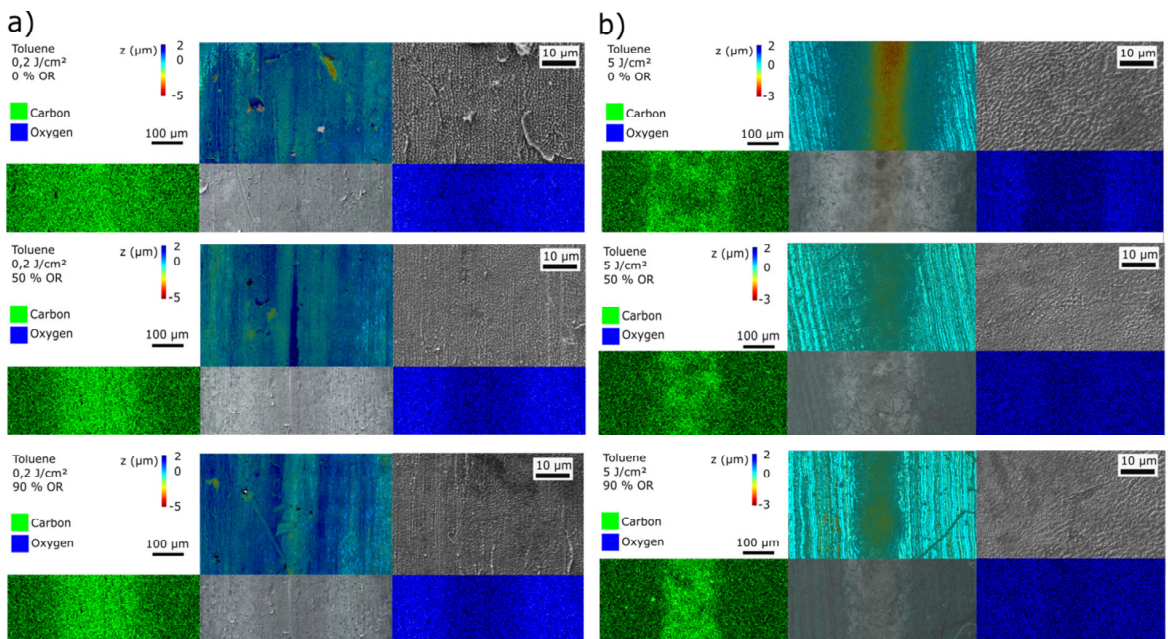 a)
Toluene
0,2 J/cm²
0 % OR
z (µm)
2
0
-5
Carbon
Oxygen
100 µm
10 µm
Toluene
0,2 J/cm²
50 % OR
z (µm)
2
0
-5
Carbon
Oxygen
100 µm
10 µm
Toluene
0,2 J/cm²
90 % OR
z (µm)
2
0
-5
Carbon
Oxygen
100 µm
10 µm
b)
Toluene
5 J/cm²
0 % OR
z (µm)
2
0
-3
Carbon
Oxygen
100 µm
10 µm
Toluene
5 J/cm²
50 % OR
z (µm)
2
0
-3
Carbon
Oxygen
100 µm
10 µm
Toluene
5 J/cm²
90 % OR
z (µm)
2
0
-3
Carbon
Oxygen
100 µm
10 µm